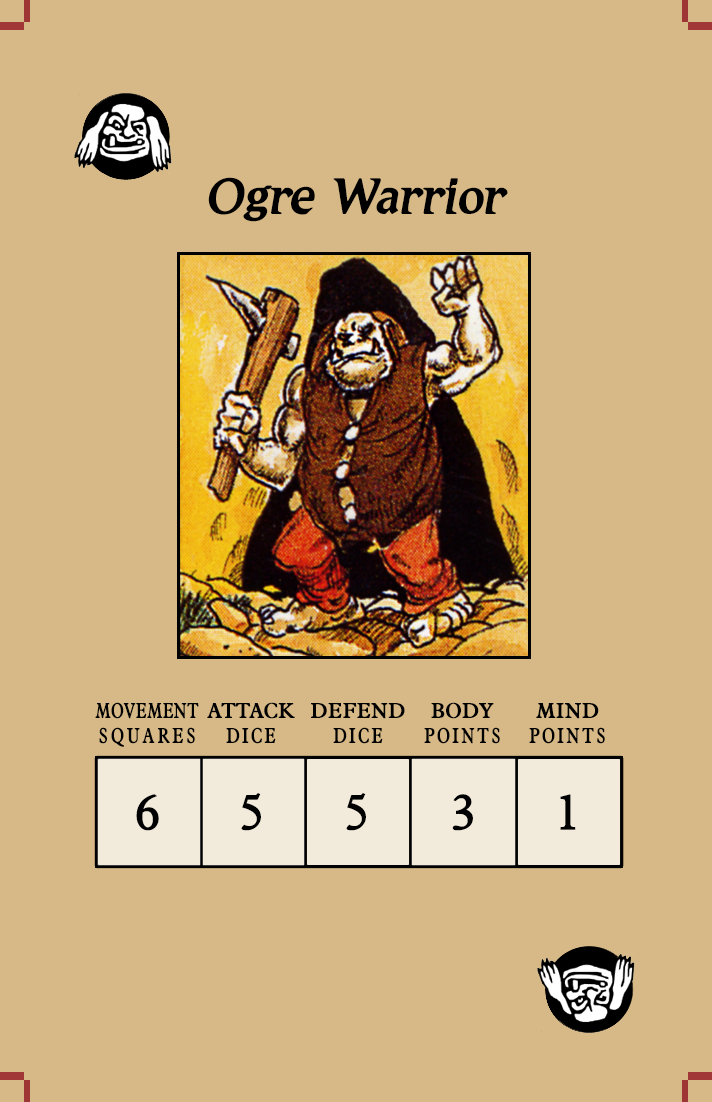 Ogre Warrior
MOVEMENT SQUARES
ATTACK DICE
DEFEND DICE
BODY POINTS
MIND POINTS
6 5 5 3 1